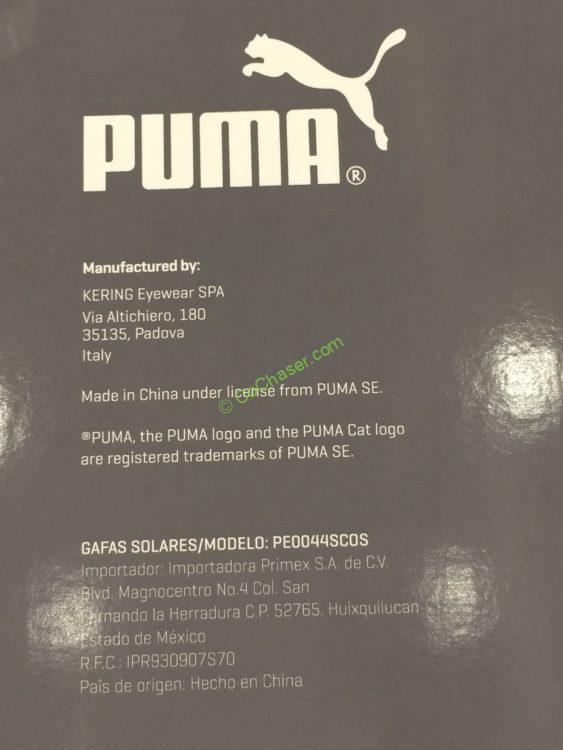 PUMA®
Manufactured by:
KERING Eyewear SPA
Via Altichiero, 180
35135, Padova
Italy
Made in China under license from PUMA SE.
© CoChaser.com
®PUMA, the PUMA logo and the PUMA Cat logo
are registered trademarks of PUMA SE.
GAFAS SOLARES/MODELO: PE0044SCOS
Importador: Importadora Primex S.A. de C.V.
Blvd. Magnocentro No.4 Col. San
Fernando la Herradura C.P. 52765. Huixquilucan
Estado de México
R.F.C.: IPR930907S70
País de origen: Hecho en China